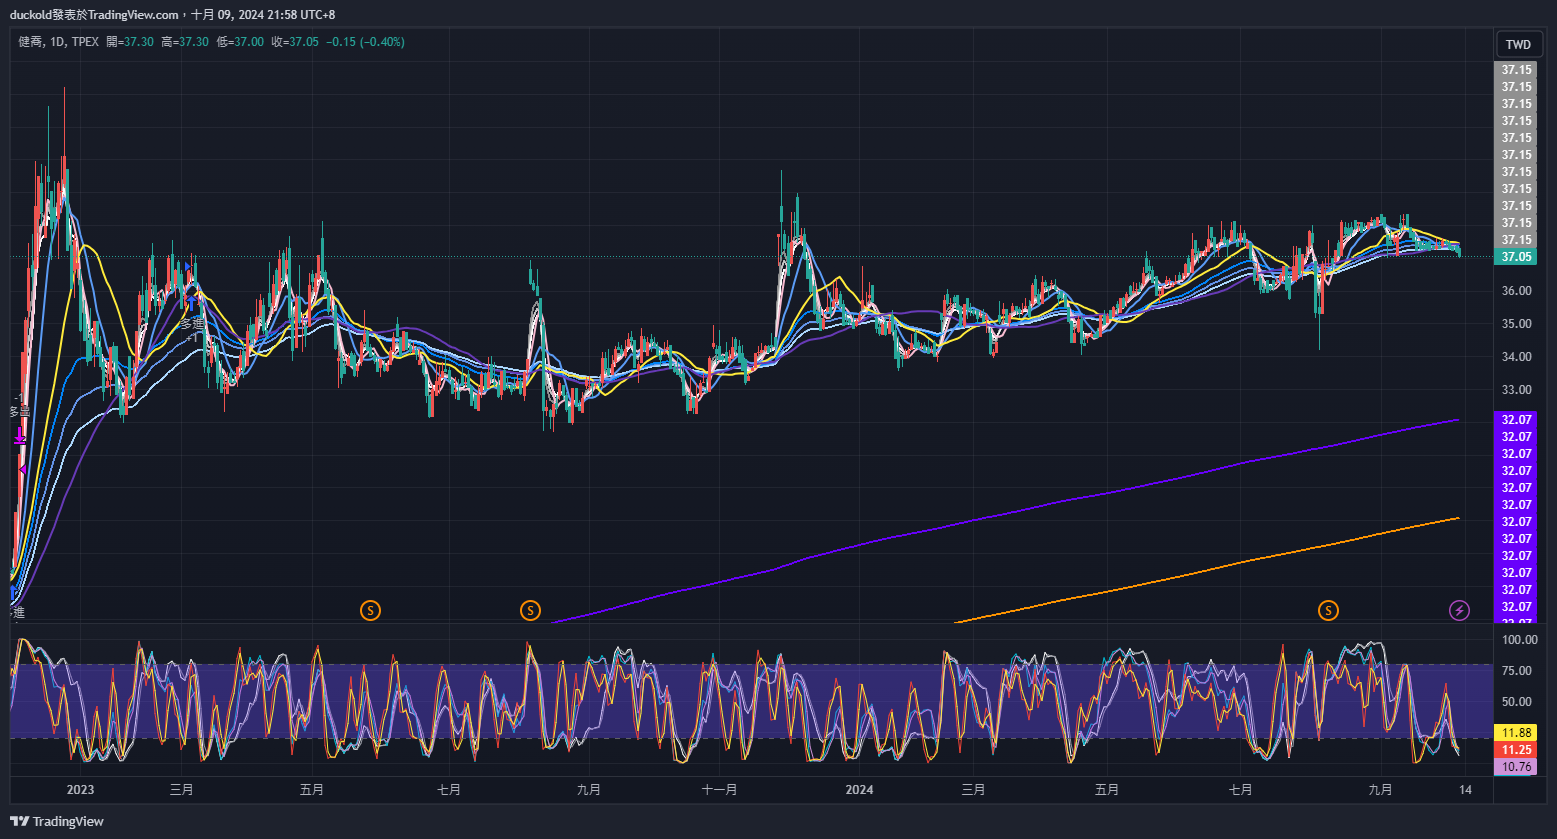 duckold發表於TradingView.com，十月 09, 2024 21:58 UTC+8
健喬, 1D, TPEX 開=37.30 高=37.30 低=37.00 收=37.05 −0.15 (−0.40%)
TWD
37.15
37.15
37.15
37.15
37.15
37.15
37.15
37.15
37.15
37.15
37.15
37.05
36.00
35.00
34.00
33.00
32.07
32.07
32.07
32.07
32.07
32.07
32.07
32.07
32.07
32.07
32.07
32.07
32.07
多進
+1
S
S
S
100.00
75.00
50.00
11.88
11.25
10.76
2023
三月
五月
七月
九月
十一月
2024
三月
五月
七月
九月
14
TradingView